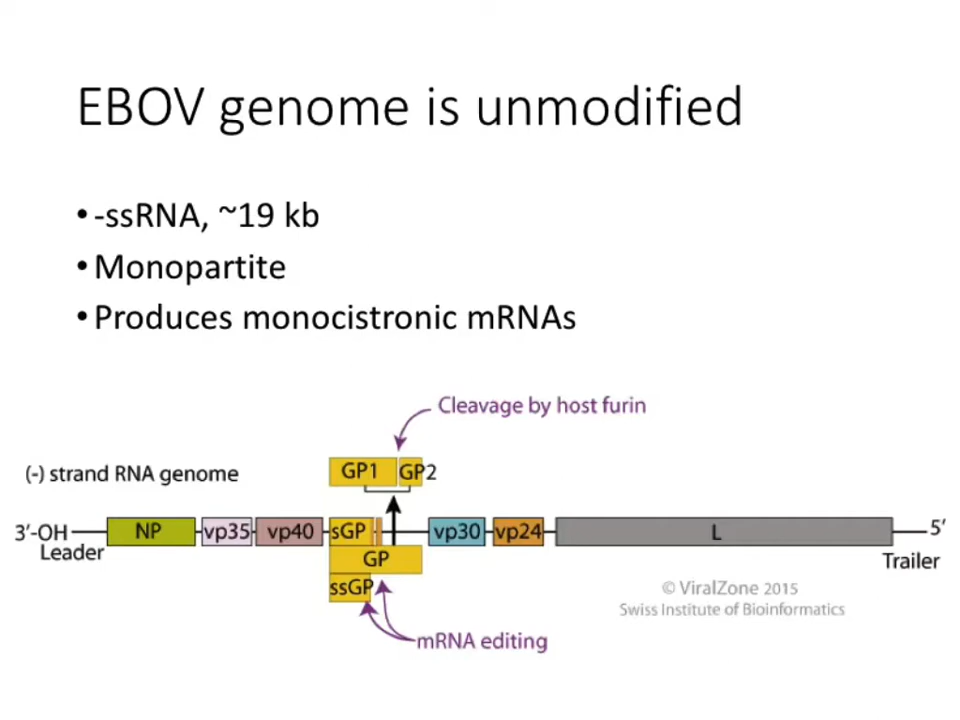 EBOV genome is unmodified
•-ssRNA, ~19 kb
•Monopartite
•Produces monocistronic mRNAs
Cleavage by host furin
(-) strand RNA genome
GP1 GP2
3’-OH NP vp35 vp40 sGP vp30 vp24 L 5’
Leader GP Trailer
ssGP © ViralZone 2015
Swiss Institute of Bioinformatics
mRNA editing